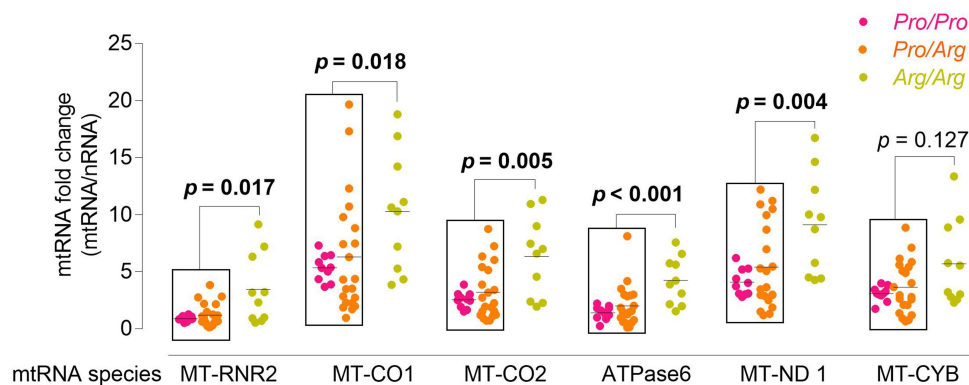 Pro/Pro
Pro/Arg
Arg/Arg
mtRNA fold change
(mtRNA/nRNA)
25
20
15
10
5
0
p = 0.017
p = 0.018
p = 0.005
p < 0.001
p = 0.004
p = 0.127
mtRNA species MT-RNR2 MT-CO1 MT-CO2 ATPase6 MT-ND 1 MT-CYB